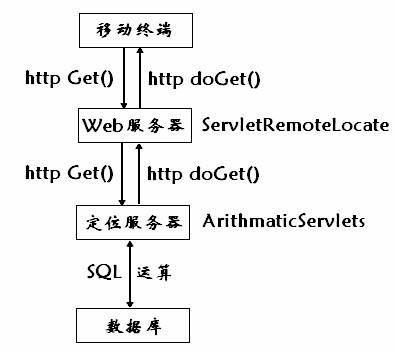 移动终端
http Get() http doGet()
Web服务器 ServletRemoteLocate
http Get() http doGet()
定位服务器 ArithmaticServlets
SQL 运算
数据库